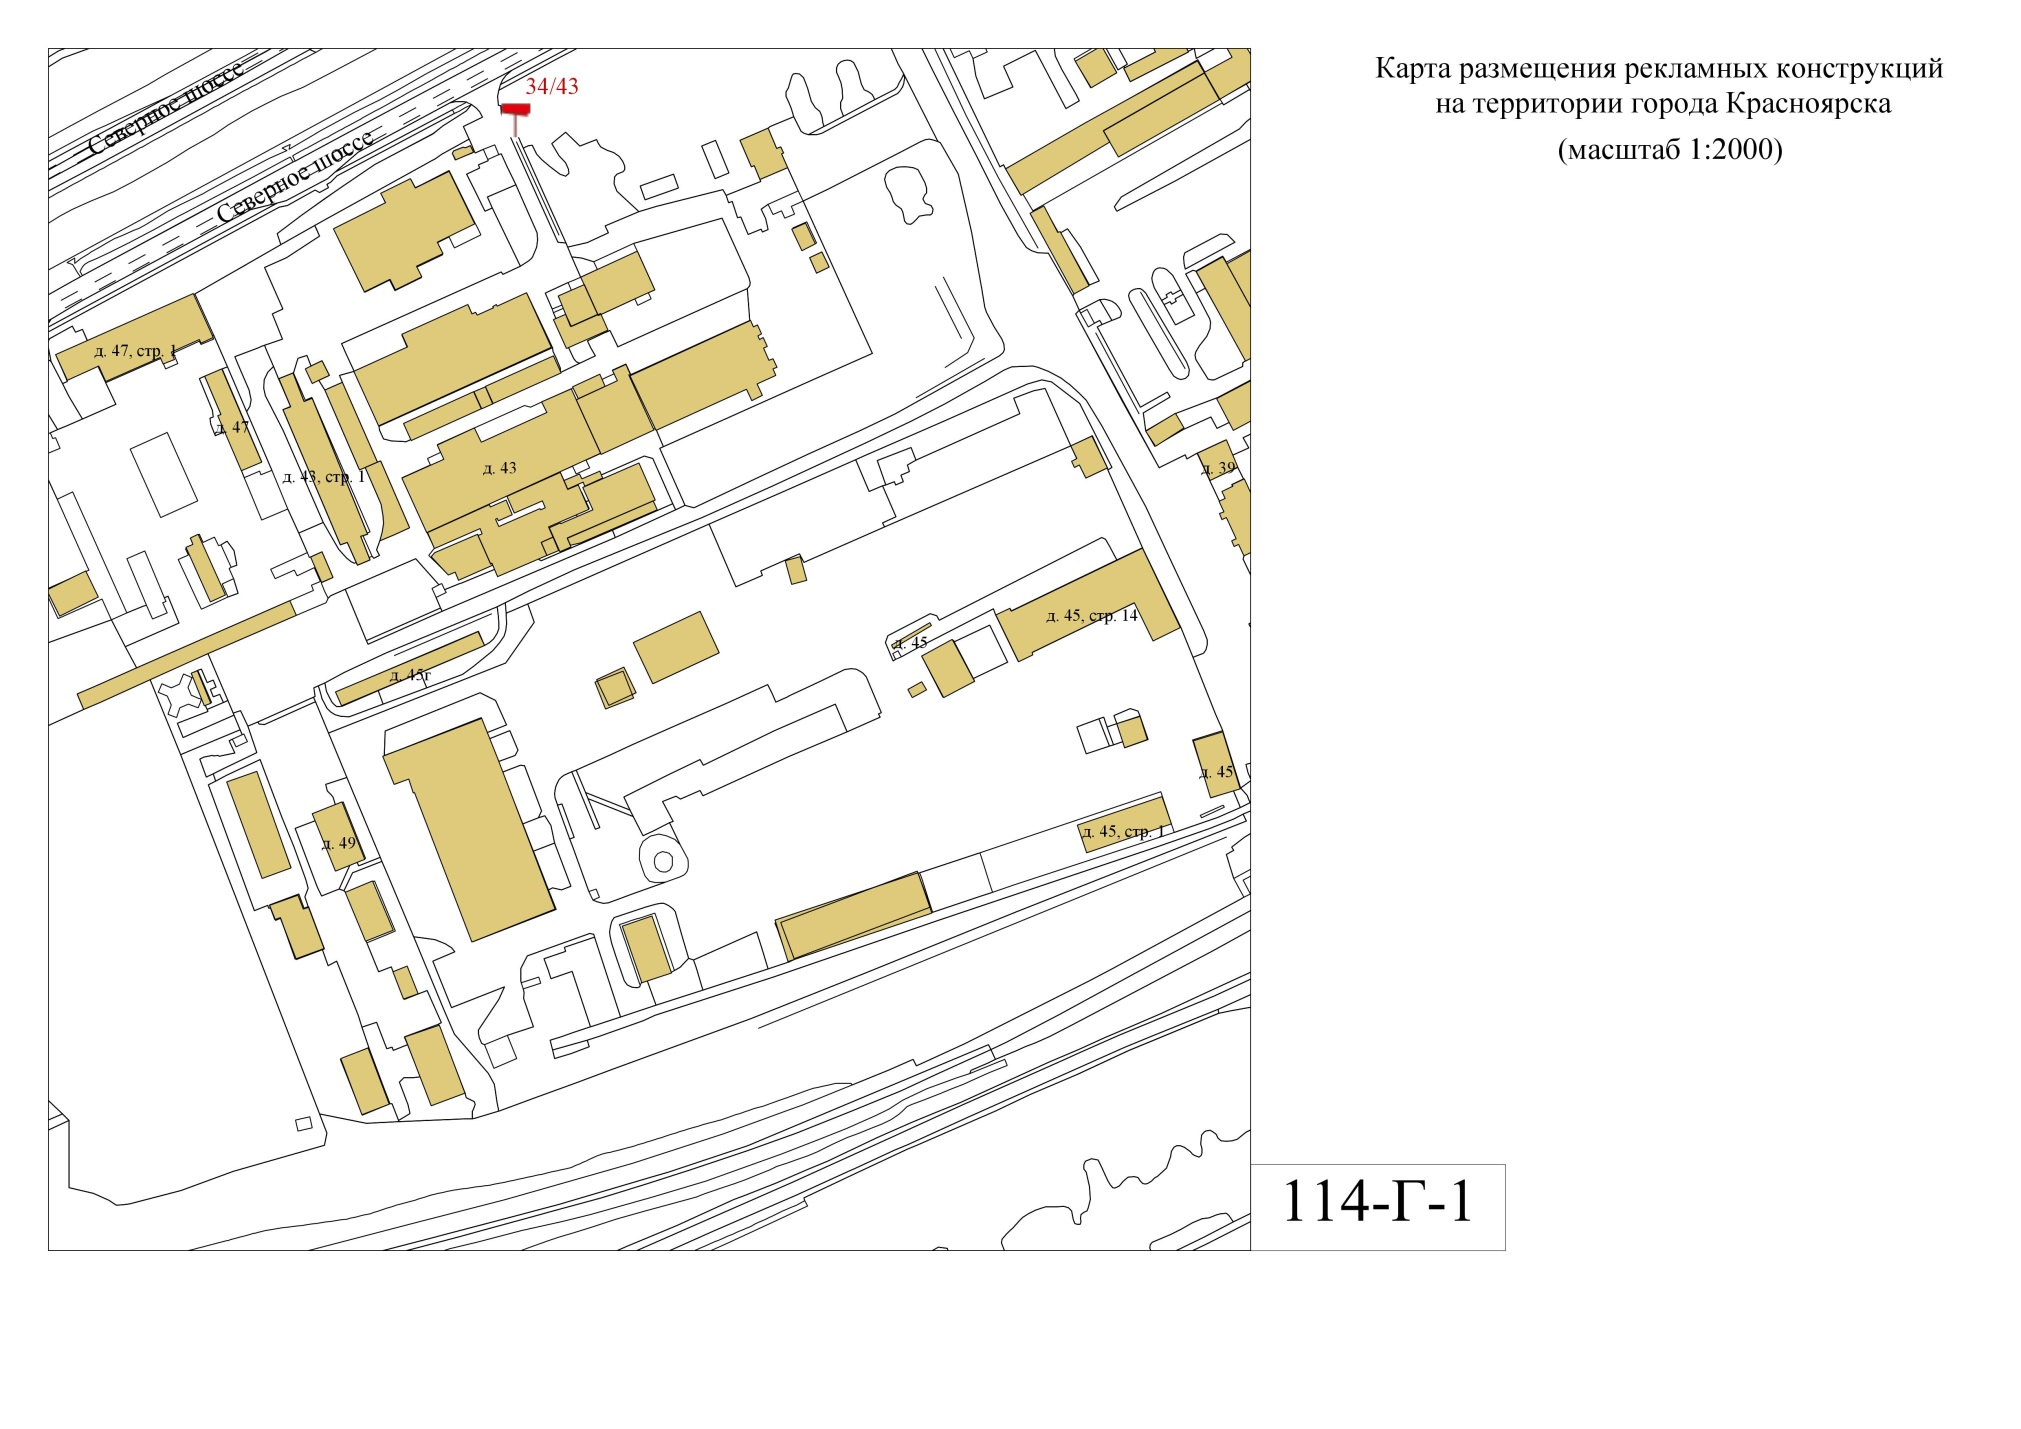 Карта размещения рекламных конструкций
на территории города Красноярска
(масштаб 1:2000)
Северное шоссе
34/43
Северное шоссе
д. 47, стр. 1
д. 47
д. 43, стр. 1
д. 43
д. 39
д. 45, стр. 14
д. 45
д. 45г
д. 45
д. 45, стр. 1
д. 49
114-Г-1